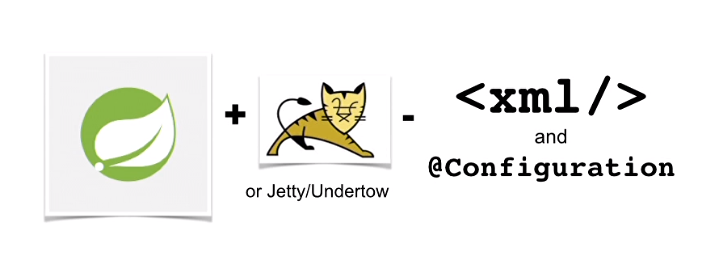 +
-
<xml/>
and
@Configuration
or Jetty/Undertow